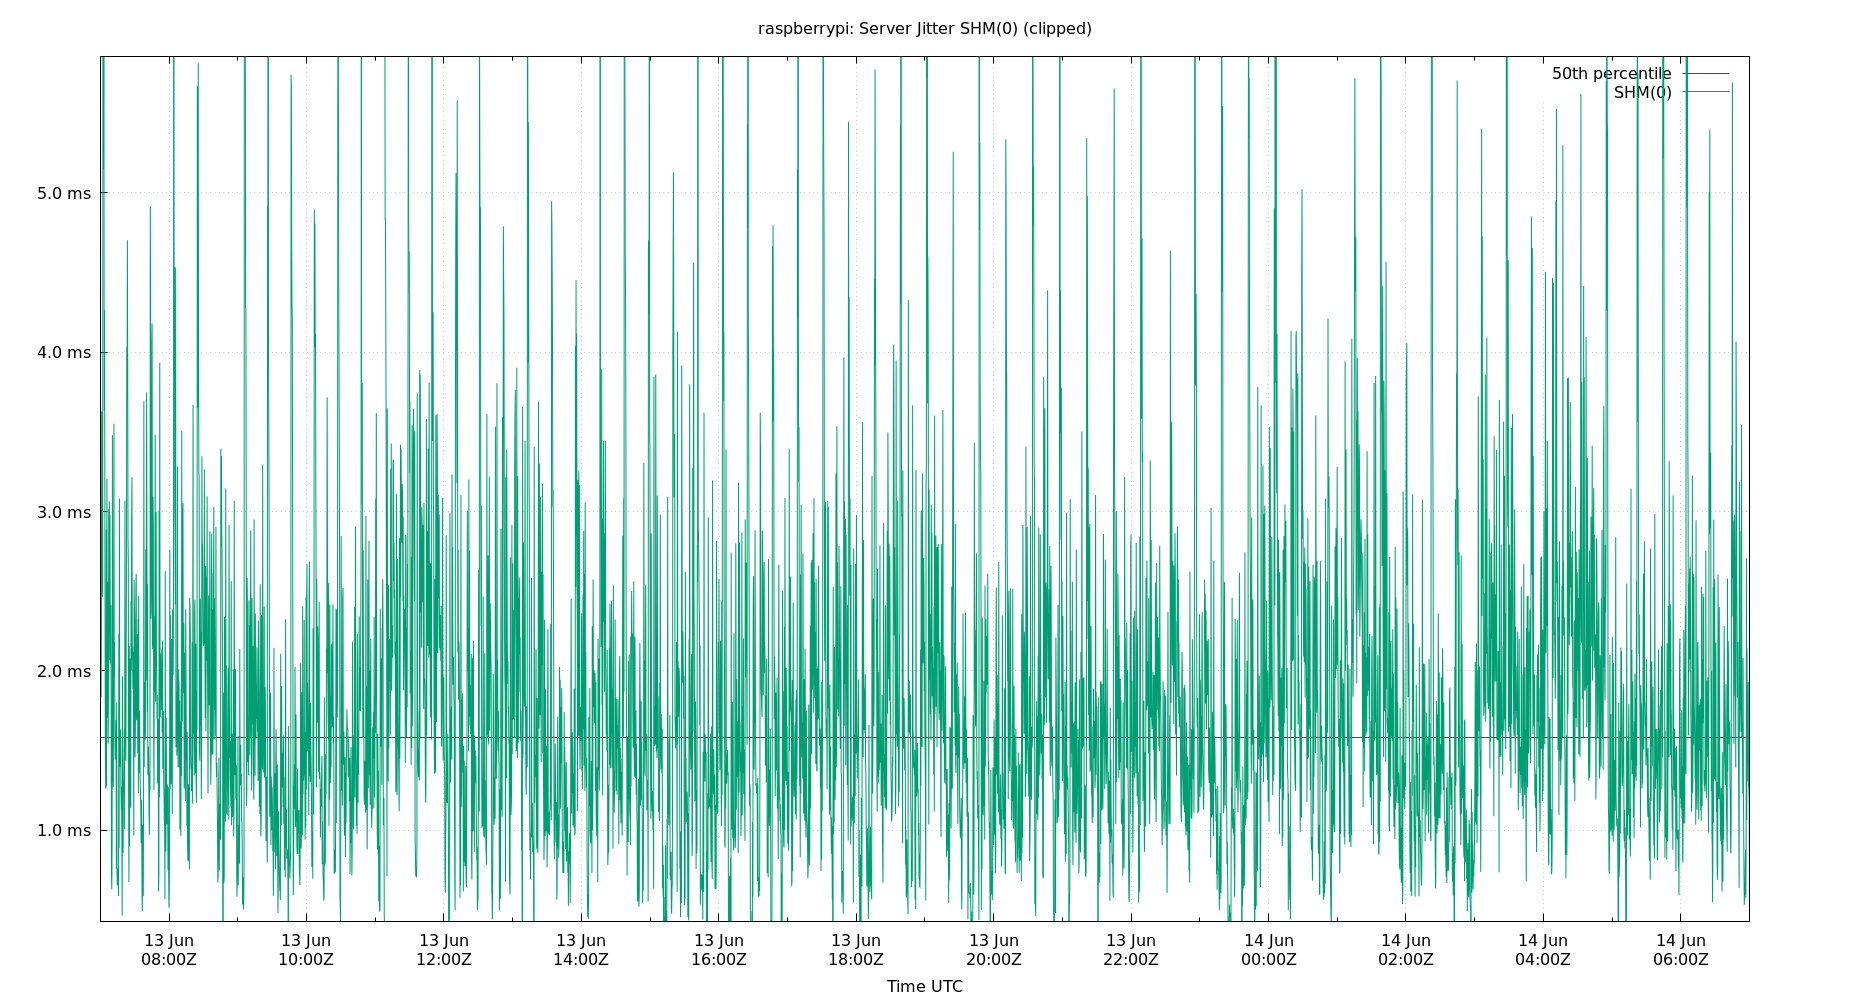 raspberrypi: Server Jitter SHM(0) (clipped)
50th percentile
SHM(0)
5.0 ms
4.0 ms
3.0 ms
2.0 ms
1.0 ms
13 Jun 13 Jun 13 Jun 13 Jun 13 Jun 13 Jun 13 Jun 13 Jun 14 Jun 14 Jun 14 Jun 14 Jun
08:00Z 10:00Z 12:00Z 14:00Z 16:00Z 18:00Z 20:00Z 22:00Z 00:00Z 02:00Z 04:00Z 06:00Z
Time UTC